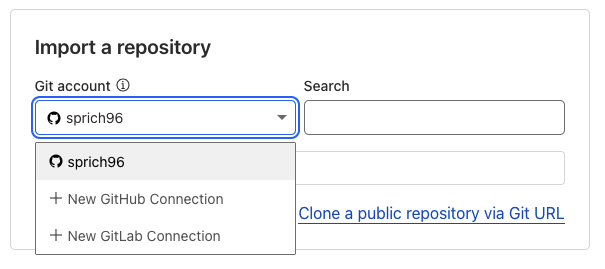 Import a repository
Git account
Search
sprich96
sprich96
New GitHub Connection
New GitLab Connection
Clone a public repository via Git URL